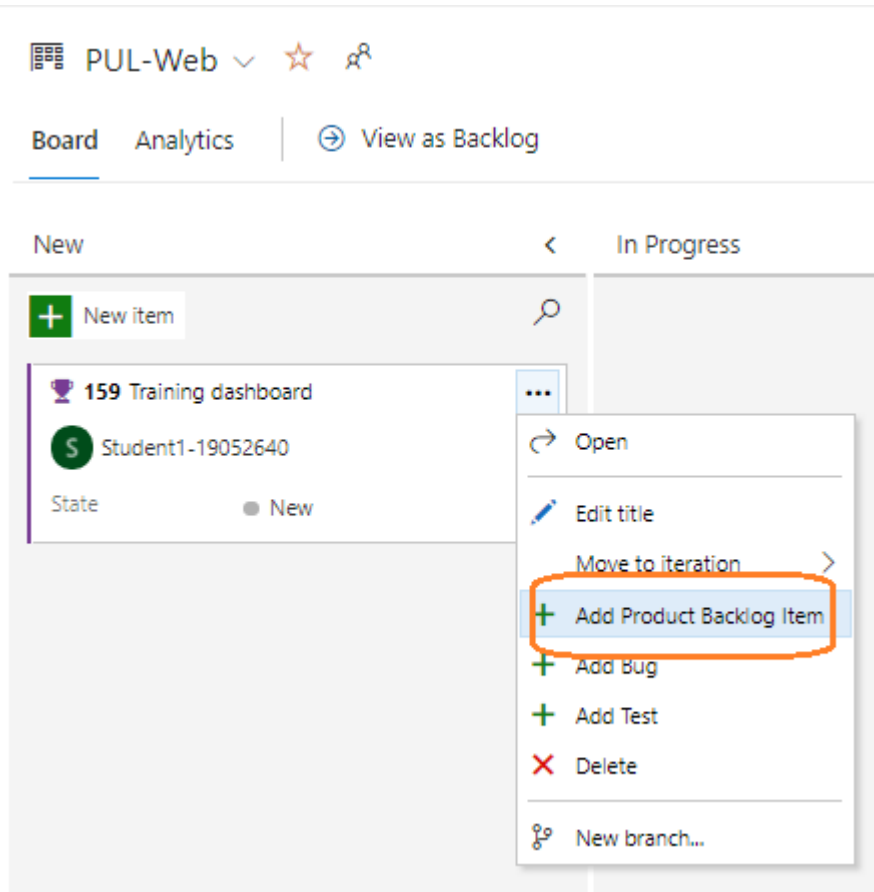 PUL-Web
Board Analytics View as Backlog
New In Progress
New item
159 Training dashboard
S Student1-19052640
State New
Open
Edit title
Move to iteration
Add Product Backlog Item
Add Bug
Add Test
Delete
New branch...